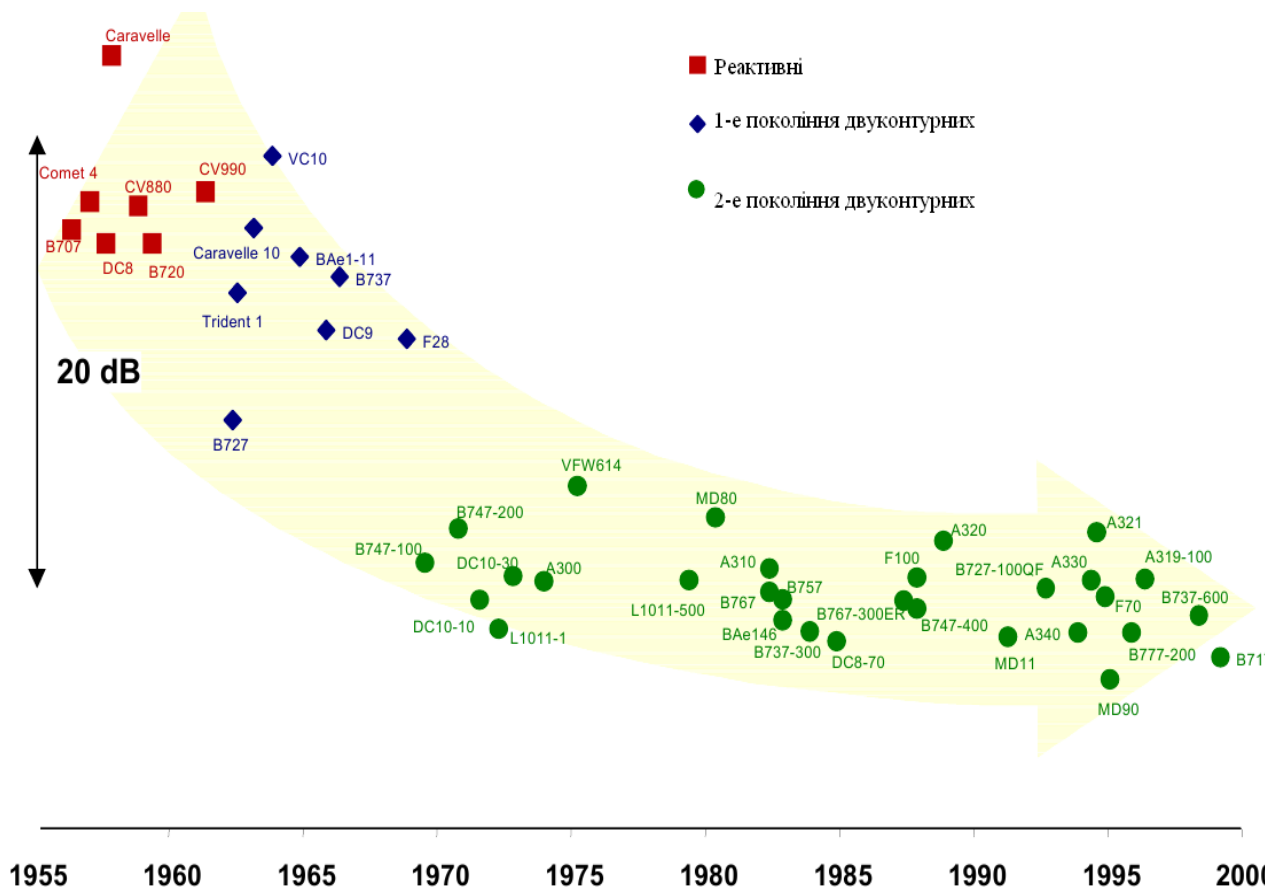 Caravelle
Реактивні
1-е покоління двуконтурних
VC10
CV990
Comet 4
CV880
2-е покоління двуконтурних
B707
Caravelle 10
BAe1-11
DC8
B720
B737
Trident 1
DC9
F28
20 dB
B727
VFW614
MD80
B747-200
A321
A320
B747-100
DC10-30
A300
A310
F100
B727-100QF
A330
A319-100
B757
L1011-500
B767
B767-300ER
F70
B737-600
DC10-10
L1011-1
BAe146
B747-400
A340
B737-300
DC8-70
MD11
B777-200
B717
MD90
1955 1960 1965 1970 1975 1980 1985 1990 1995 2000